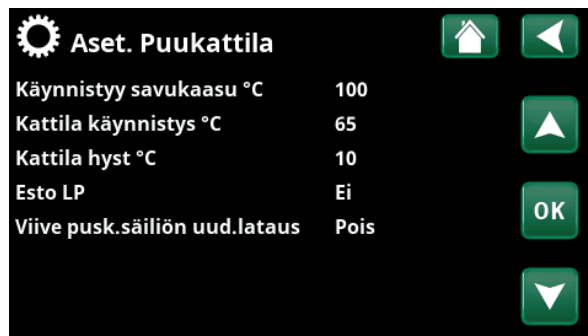 Aset. Puukattila
Käynnistyy savukaasu °C 100
Kattila käynnistys °C 65
Kattila hyst °C 10
Esto LP Ei
Viive pusk.säiliön uud.lataus Pois
OK